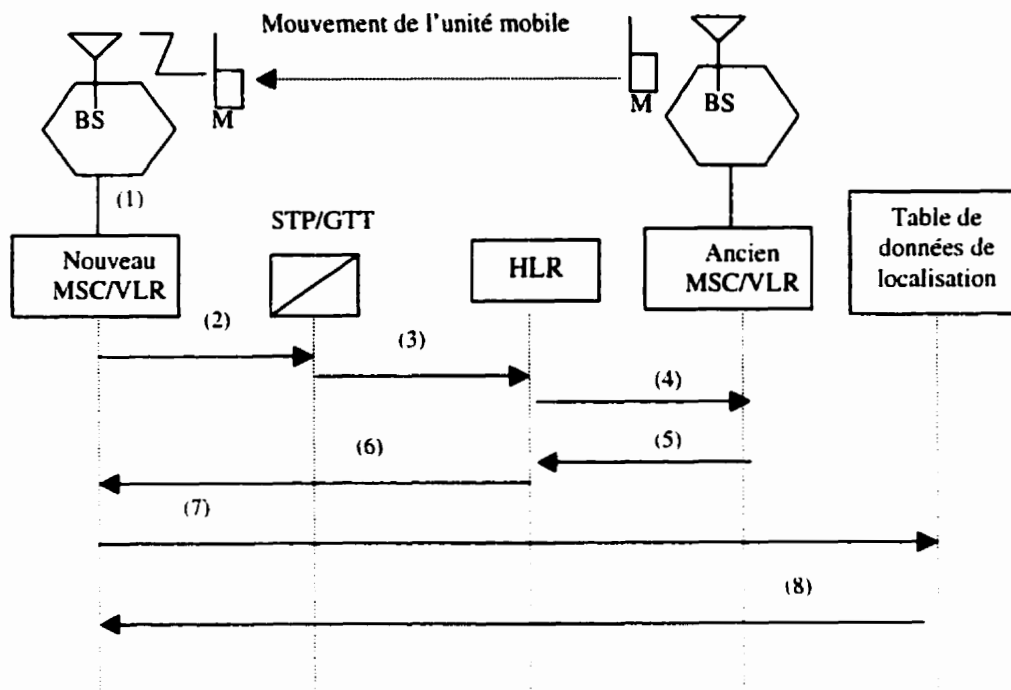 Mouvement de l'unité mobile
BS
M
M
BS
(1)
STP/GTT
Nouveau
MSC/VLR
HLR
Ancien
MSC/VLR
Table de
données de
localisation
(2)
(3)
(4)
(5)
(6)
(7)
(8)